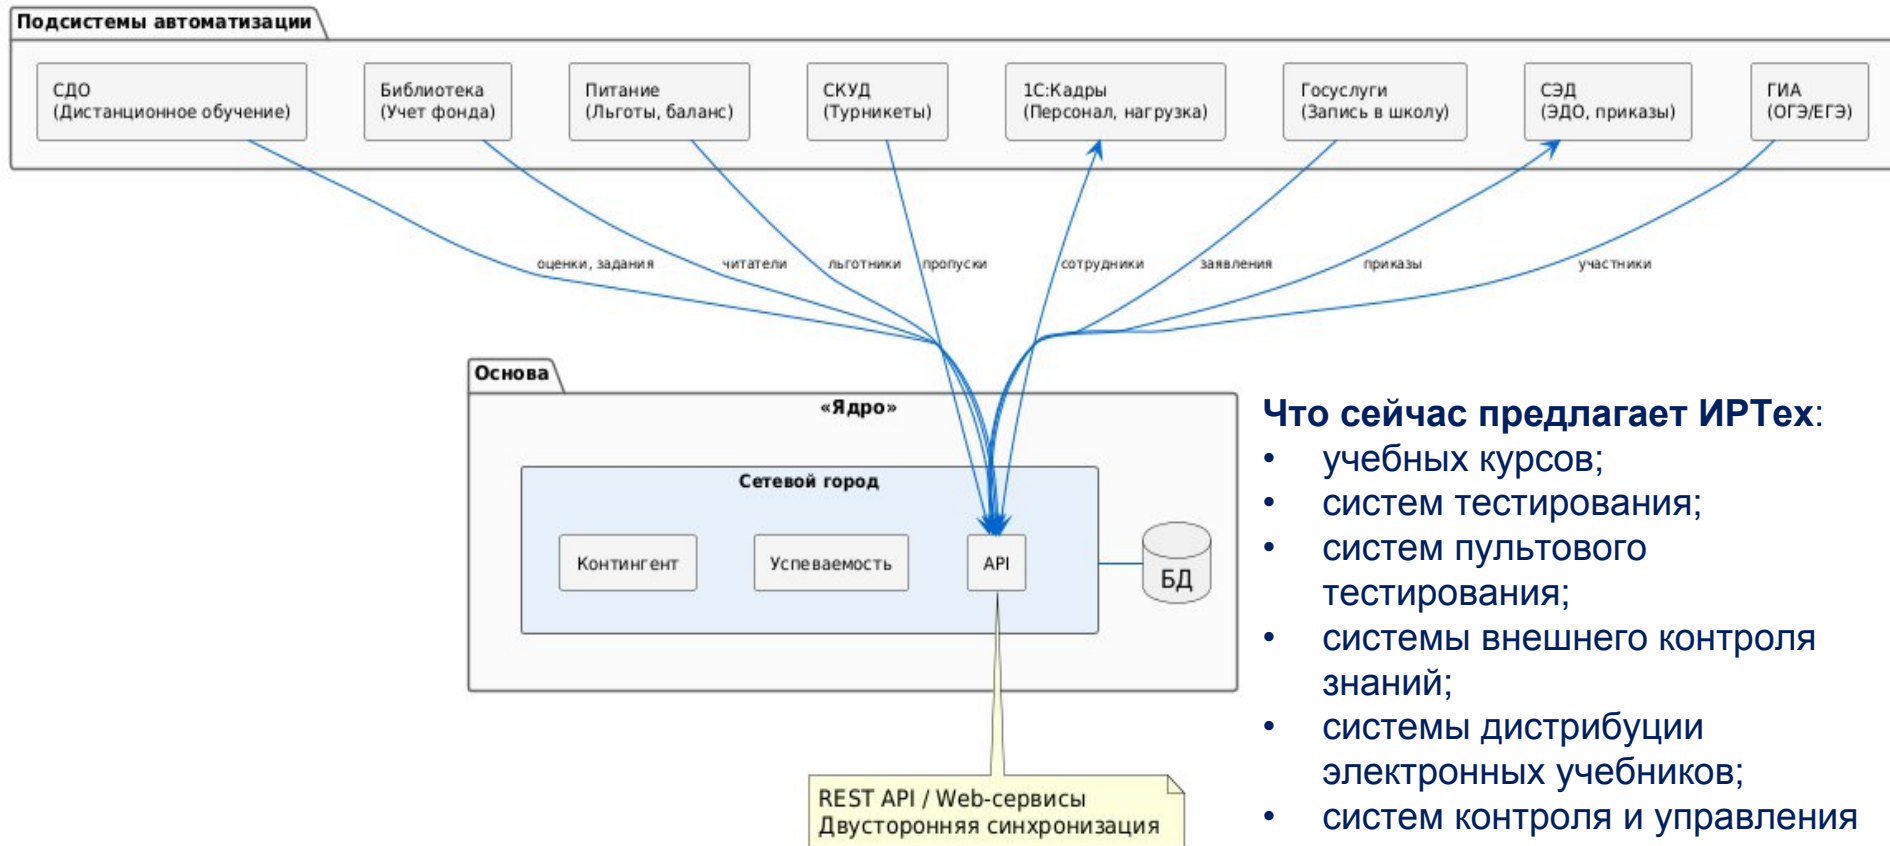 Подсистемы автоматизации
СДО
(Дистанционное обучение)
Библиотека
(Учет фонда)
Питание
(Льготы, баланс)
СКУД
(Турникеты)
1С:Кадры
(Персонал, нагрузка)
Госуслуги
(Запись в школу)
СЭД
(ЭДО, приказы)
ГИА
(ОГЭ/ЕГЭ)
оценки, задания
читатели
льготники
пропуски
сотрудники
заявления
приказы
участники
Основа
«Ядро»
Сетевой город
Контингент
Успеваемость
API
БД
REST API / Web-сервисы
Двусторонняя синхронизация
Что сейчас предлагает ИРТех:
• учебных курсов;
• систем тестирования;
• систем пультового
тестирования;
• системы внешнего контроля
знаний;
• системы дистрибуции
электронных учебников;
• систем контроля и управления